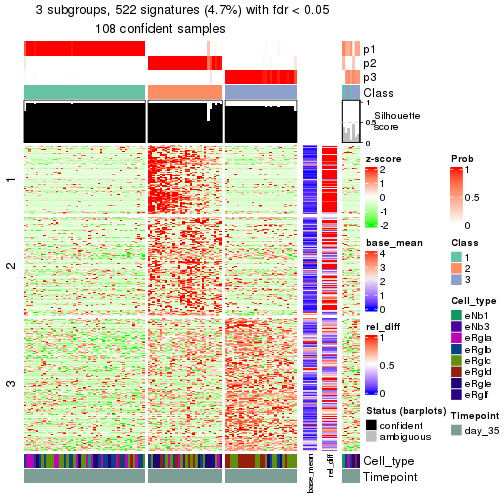 3 subgroups, 522 signatures (4.7%) with fdr < 0.05
108 confident samples
p1
p2
p3
Class
1
0.5
0
Silhouette
score
1
2
3
base_mean
rel_diff
Cell_type
Timepoint
z-score
2
1
0
-1
-2
base_mean
4
3
2
1
0
rel_diff
1
0.5
0
Status (barplots)
confident
ambiguous
Prob
1
0.5
0
Class
1
2
3
Cell_type
eNb1
eNb3
eRgla
eRglb
eRglc
eRgld
eRgle
eRglf
Timepoint
day_35